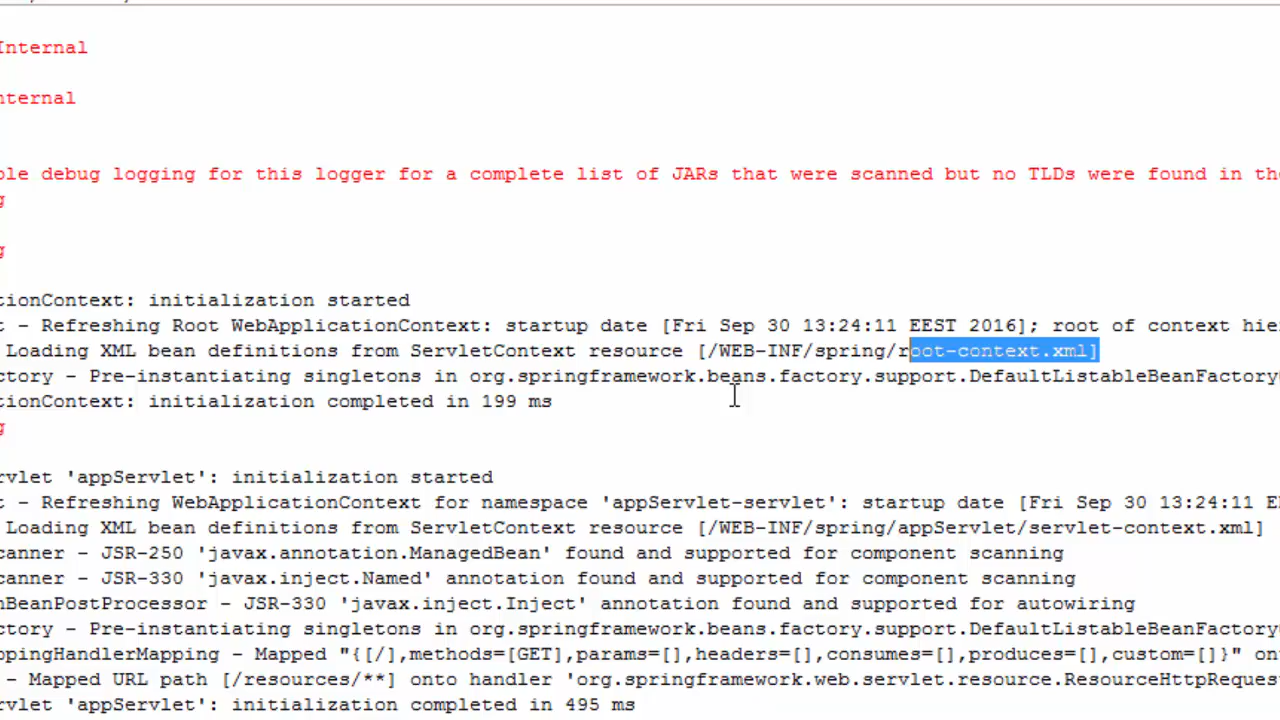 Internal
nternal
ble debug logging for this logger for a complete list of JARs that were scanned but no TLDs were found in the
g
g
tionContext: initialization started
t - Refreshing Root WebApplicationContext: startup date [Fri Sep 30 13:24:11 EEST 2016]; root of context hie
Loading XML bean definitions from ServletContext resource [/WEB-INF/spring/root-context.xml]
ctory - Pre-instantiating singletons in org.springframework.beans.factory.support.DefaultListableBeanFactory
tionContext: initialization completed in 199 ms
g
rvlet 'appServlet': initialization started
t - Refreshing WebApplicationContext for namespace 'appServlet-servlet': startup date [Fri Sep 30 13:24:11 E
Loading XML bean definitions from ServletContext resource [/WEB-INF/spring/appServlet/servlet-context.xml]
canner - JSR-250 'javax.annotation.ManagedBean' found and supported for component scanning
canner - JSR-330 'javax.inject.Named' annotation found and supported for component scanning
nBeanPostProcessor - JSR-330 'javax.inject.Inject' annotation found and supported for autowiring
ctory - Pre-instantiating singletons in org.springframework.beans.factory.support.DefaultListableBeanFactory
ppingHandlerMapping - Mapped "{[/],methods=[GET],params=[],headers=[],consumes=[],produces=[],custom=[]}" ont
- Mapped URL path [/resources/**] onto handler 'org.springframework.web.servlet.resource.ResourceHttpReques
rvlet 'appServlet': initialization completed in 495 ms